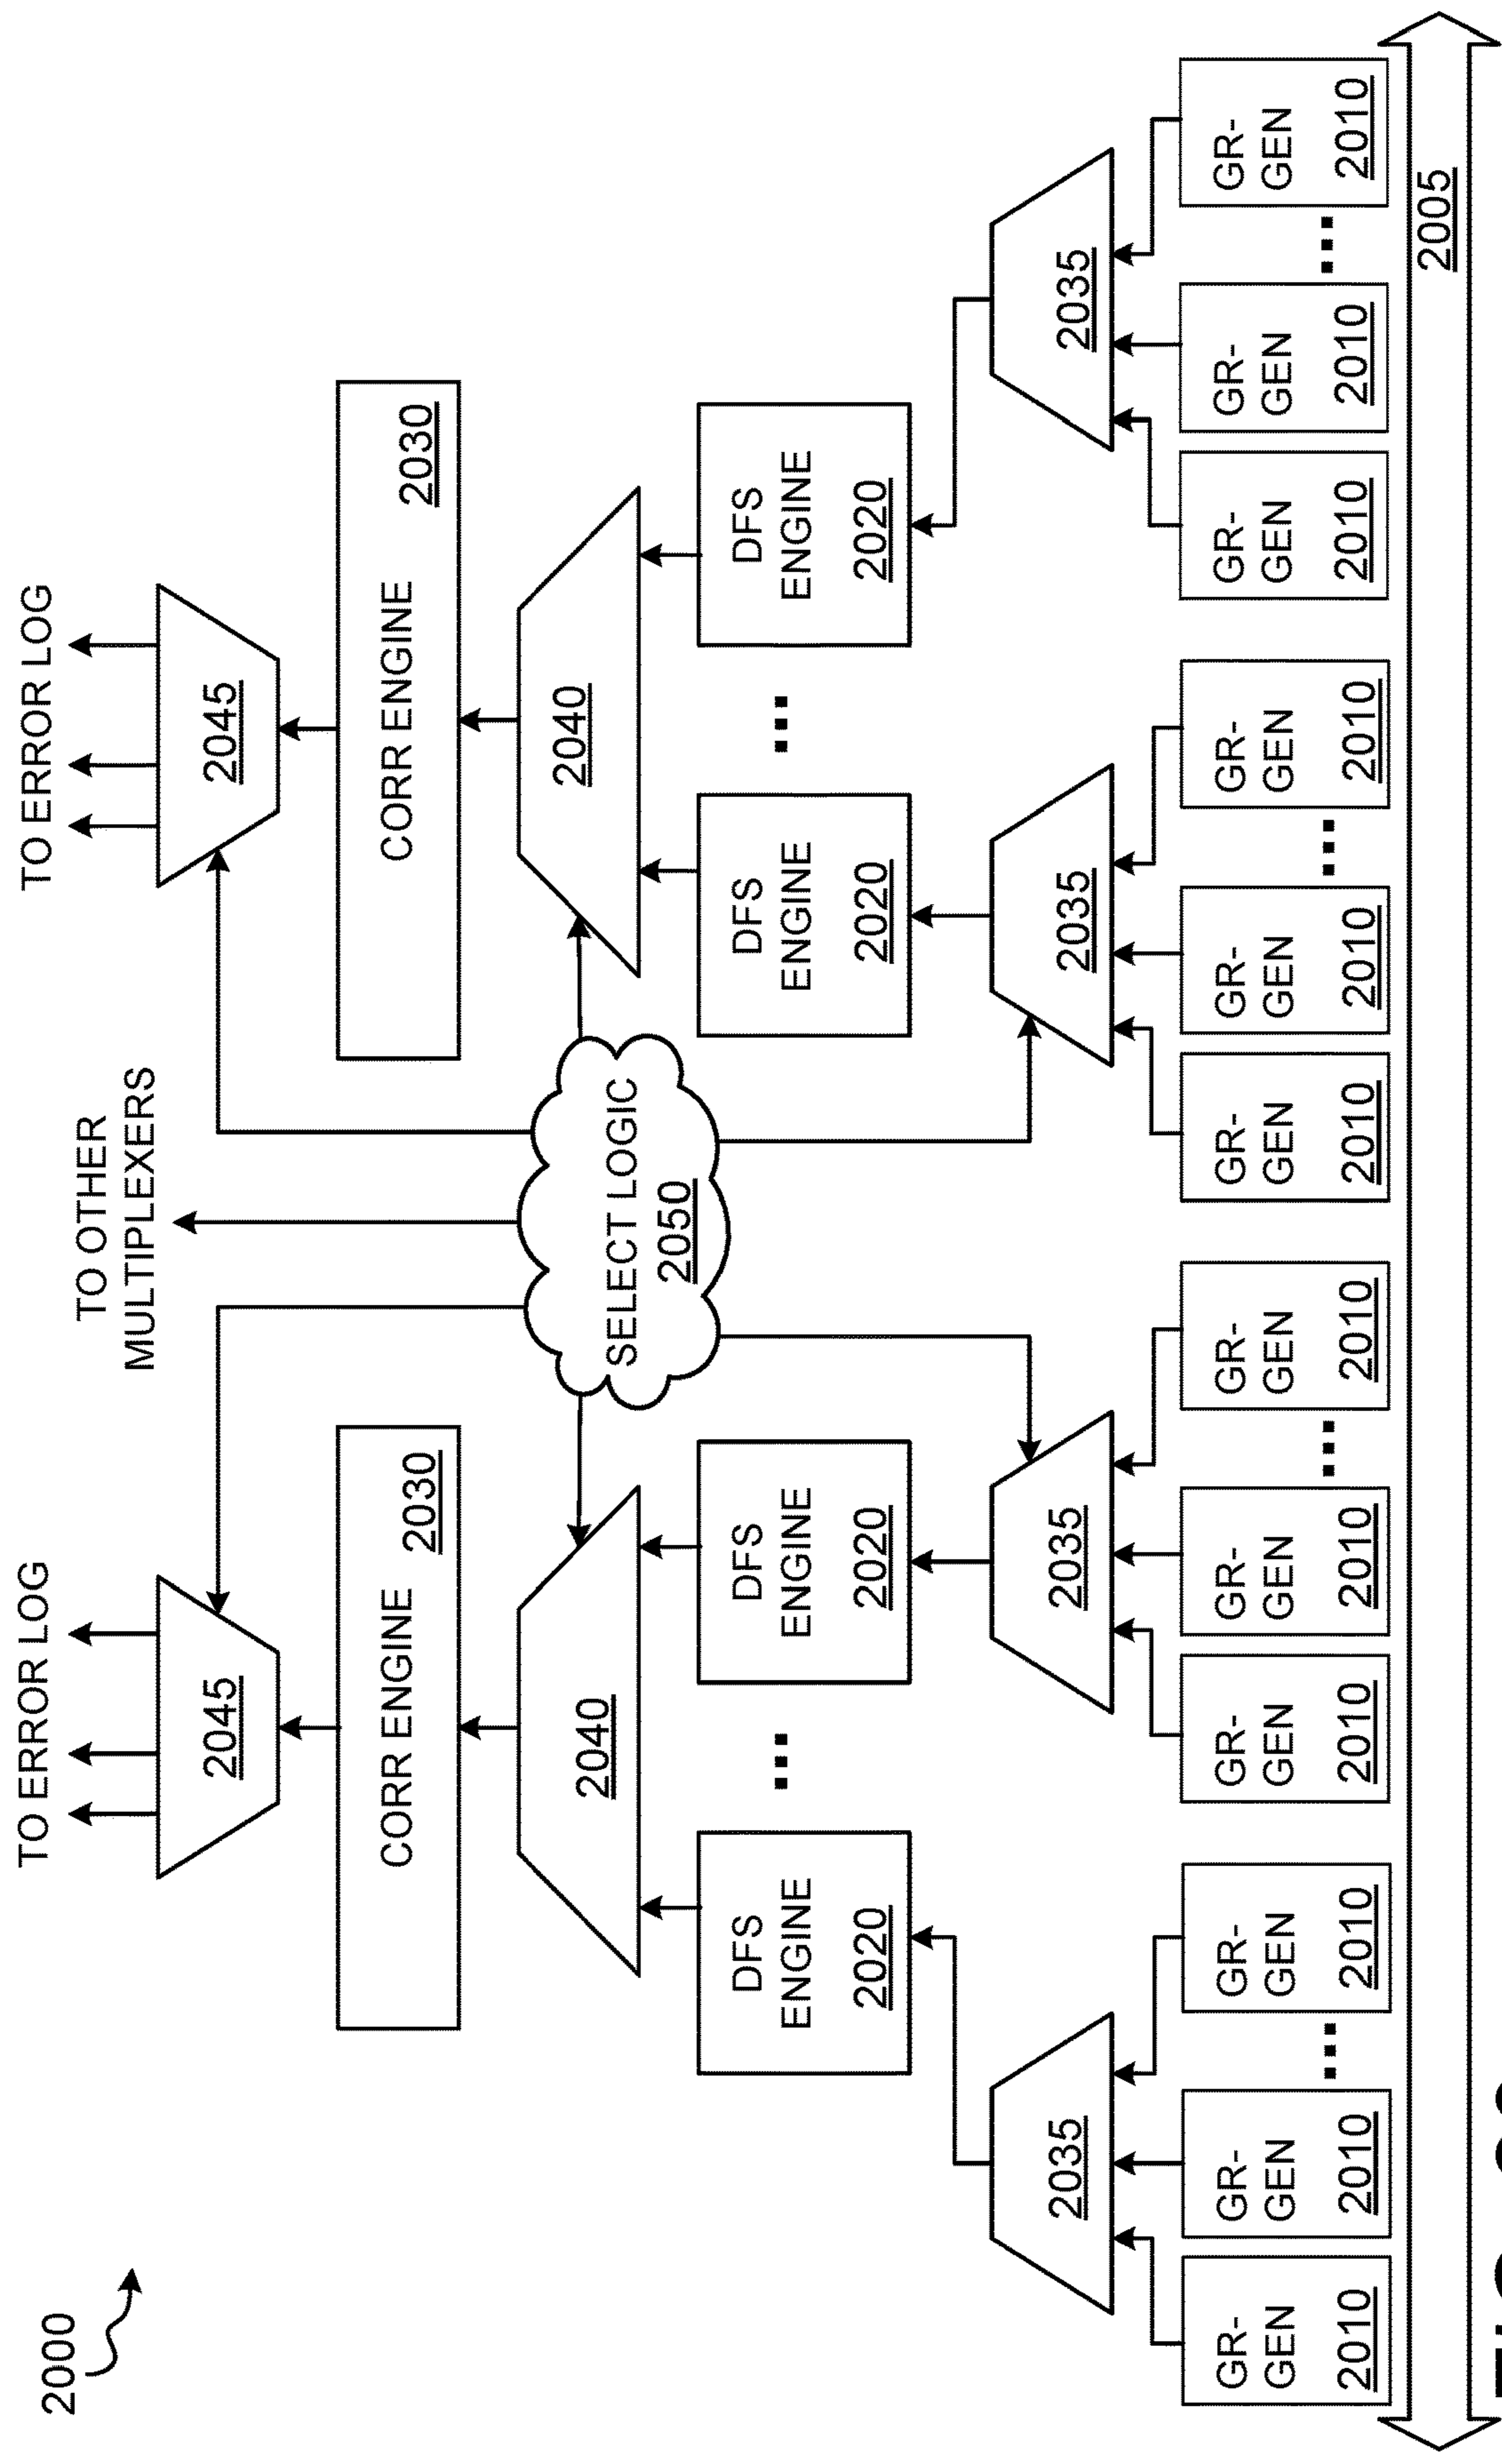 2000
TO ERROR LOG
TO OTHER
MULTIPLEXERS
TO ERROR LOG
2045
2045
CORR ENGINE
2030
CORR ENGINE
2030
2040
2040
SELECT LOGIC
2050
DFS
ENGINE
2020
DFS
ENGINE
2020
DFS
ENGINE
2020
DFS
ENGINE
2020
2035
2035
2035
2035
GR-
GEN
2010
GR-
GEN
2010
GR-
GEN
2010
GR-
GEN
2010
GR-
GEN
2010
GR-
GEN
2010
GR-
GEN
2010
GR-
GEN
2010
GR-
GEN
2010
GR-
GEN
2010
GR-
GEN
2010
GR-
GEN
2010
2005